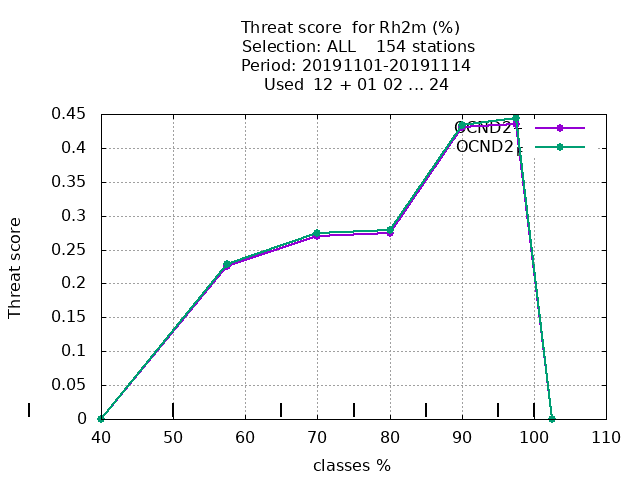 Threat score for Rh2m (%)
Selection: ALL 154 stations
Period: 20191101-20191114
Used 12 + 01 02 ... 24
0.45
0.4
0.35
0.3
0.25
0.2
0.15
0.1
0.05
0
Threat score
OCND2
OCND2
40 50 60 70 80 90 100 110
classes %